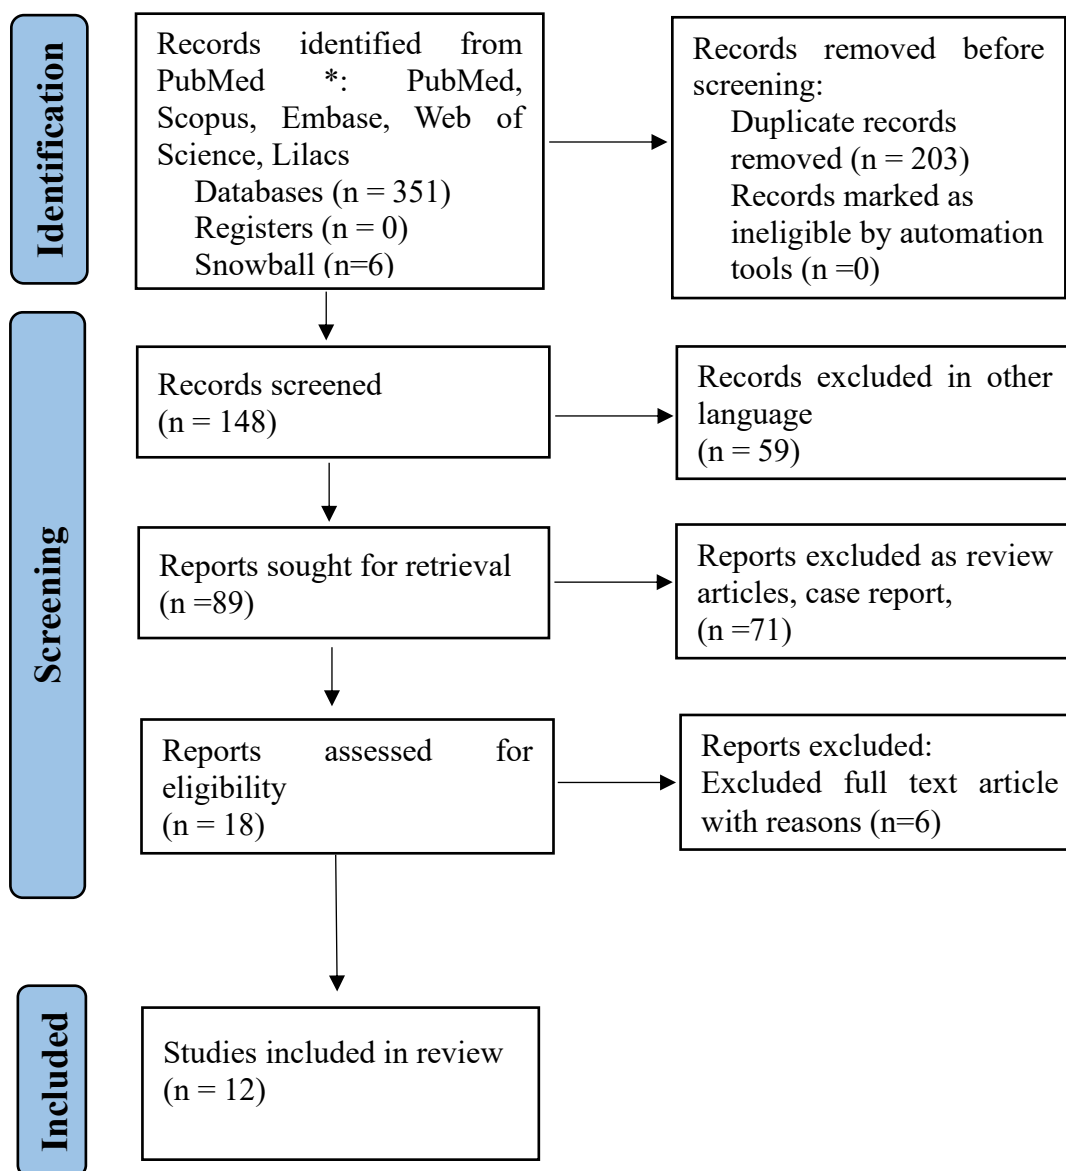 Identification
Records identified from
PubMed *: PubMed,
Scopus, Embase, Web of
Science, Lilacs
Databases (n = 351)
Registers (n = 0)
Snowball (n=6)
Records removed before
screening:
Duplicate records
removed (n = 203)
Records marked as
ineligible by automation
tools (n =0)
Screening
Records screened
(n = 148)
Records excluded in other
language
(n = 59)
Reports sought for retrieval
(n =89)
Reports excluded as review
articles, case report,
(n =71)
Reports assessed for
eligibility
(n = 18)
Reports excluded:
Excluded full text article
with reasons (n=6)
Included
Studies included in review
(n = 12)